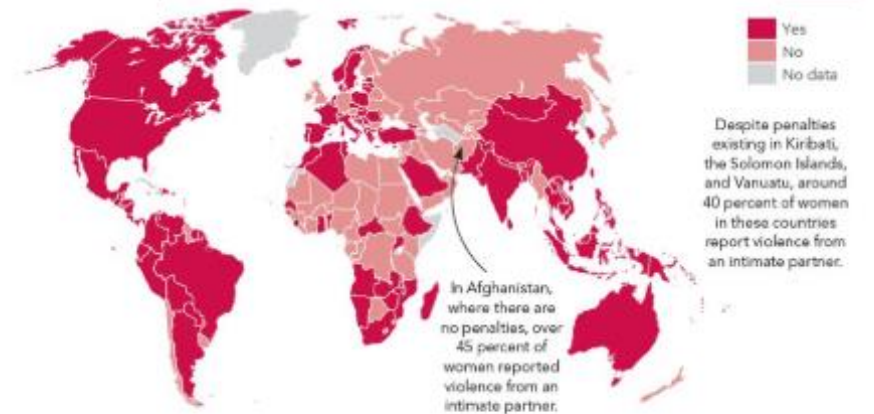 Yes
No
No data
Despite penalties
existing in Kiribati,
the Solomon Islands,
and Vanuatu, around
40 percent of women
in these countries
report violence from
an intimate partner.
In Afghanistan,
where there are
no penalties, over
45 percent of
women reported
violence from an
intimate partner.